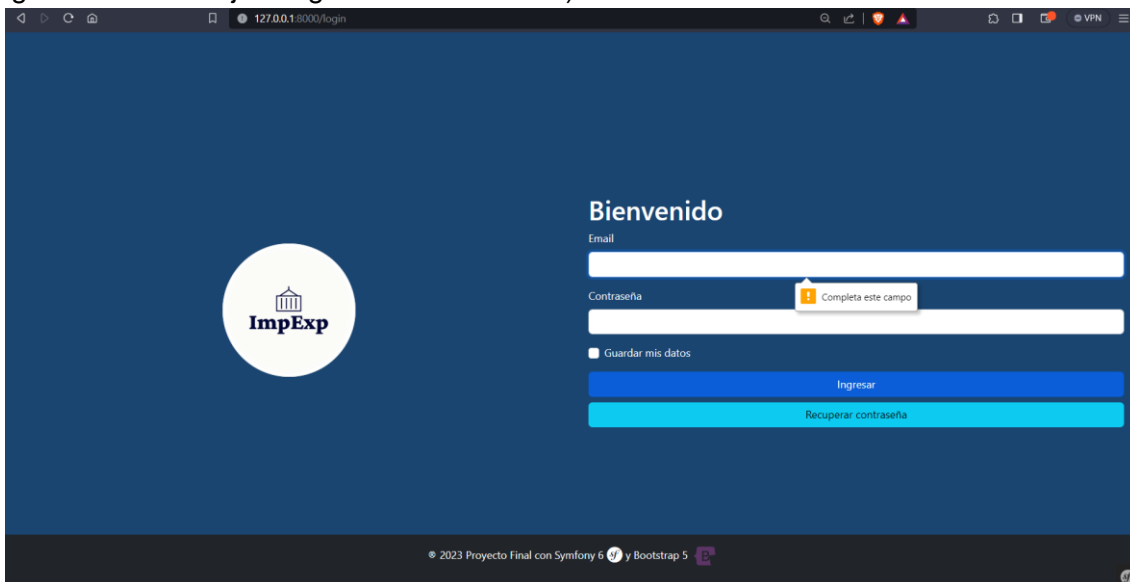 127.0.0.1:8000/login
VPN
Bienvenido
Email
Completa este campo
Contraseña
ImpExp
Guardar mis datos
Ingresar
Recuperar contraseña
® 2023 Proyecto Final con Symfony 6 sf y Bootstrap 5 B